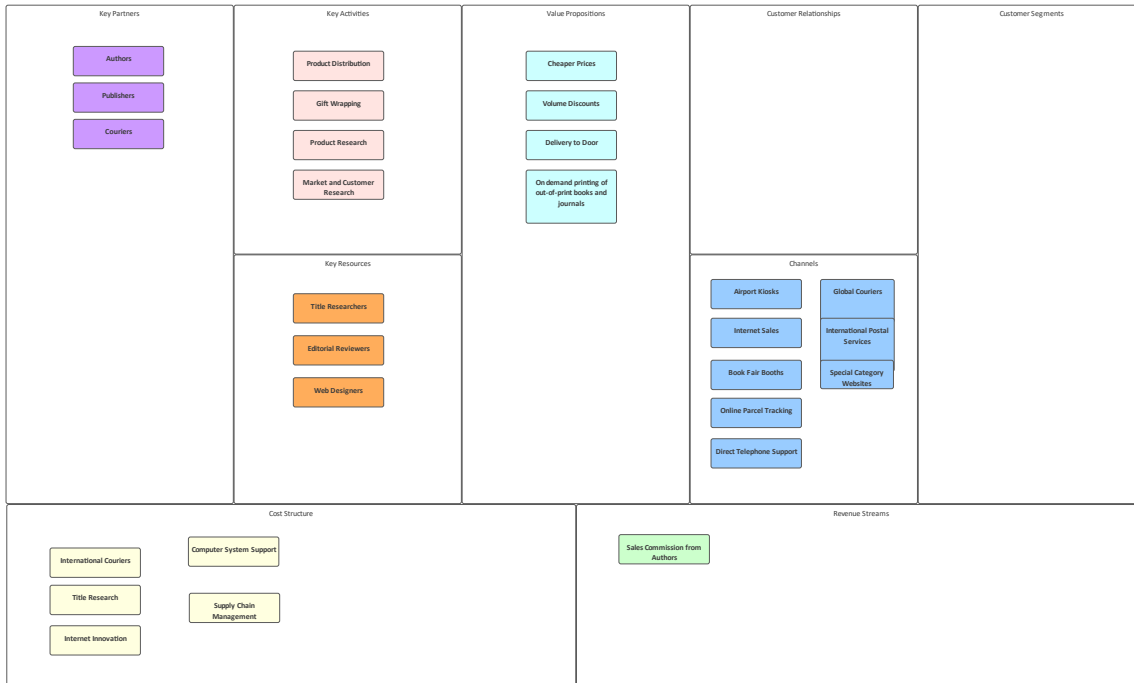 Key Partners
Authors
Publishers
Couriers
Key Activities
Product Distribution
Gift Wrapping
Product Research
Market and Customer
Research
Key Resources
Title Researchers
Editorial Reviewers
Web Designers
Value Propositions
Cheaper Prices
Volume Discounts
Delivery to Door
On demand printing of
out-of-print books and
journals
Customer Relationships
Channels
Airport Kiosks
Internet Sales
Book Fair Booths
Online Parcel Tracking
Direct Telephone Support
Global Couriers
International Postal
Services
Special Category
Websites
Customer Segments
Cost Structure
International Couriers
Title Research
Internet Innovation
Computer System Support
Supply Chain
Management
Revenue Streams
Sales Commission from
Authors